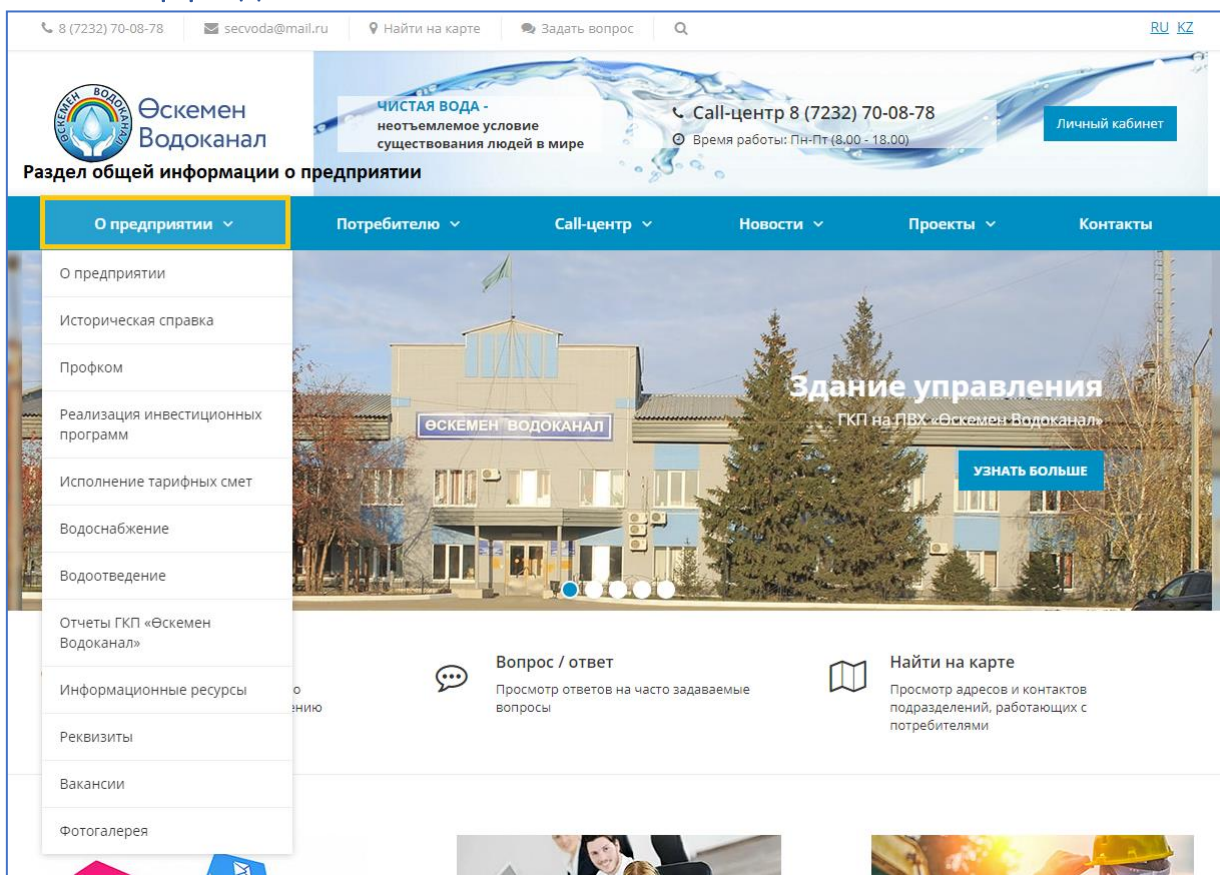 8 (7232) 70-08-78 secvoda@mail.ru Найти на карте Задать вопрос RU KZ
ӨСКЕМЕН ВОДОКАНАЛ
Өскемен
Водоканал
ЧИСТАЯ ВОДА -
неотъемлемое условие
существования людей в мире
Call-центр 8 (7232) 70-08-78
Время работы: Пн-Пт (8.00 - 18.00)
Личный кабинет
Раздел общей информации о предприятии
О предприятии Потребителю Call-центр Новости Проекты Контакты
О предприятии
Историческая справка
Профком
Реализация инвестиционных
программ
Исполнение тарифных смет
Водоснабжение
Водоотведение
Отчеты ГКП «Өскемен
Водоканал»
Информационные ресурсы
Реквизиты
Вакансии
Фотогалерея
ӨСКЕМЕН ВОДОКАНАЛ
Здание управления
ГКП на ПВХ «Өскемен Водоканал»
УЗНАТЬ БОЛЬШЕ
Вопрос / ответ
Просмотр ответов на часто задаваемые
вопросы
Найти на карте
Просмотр адресов и контактов
подразделений, работающих с
потребителями